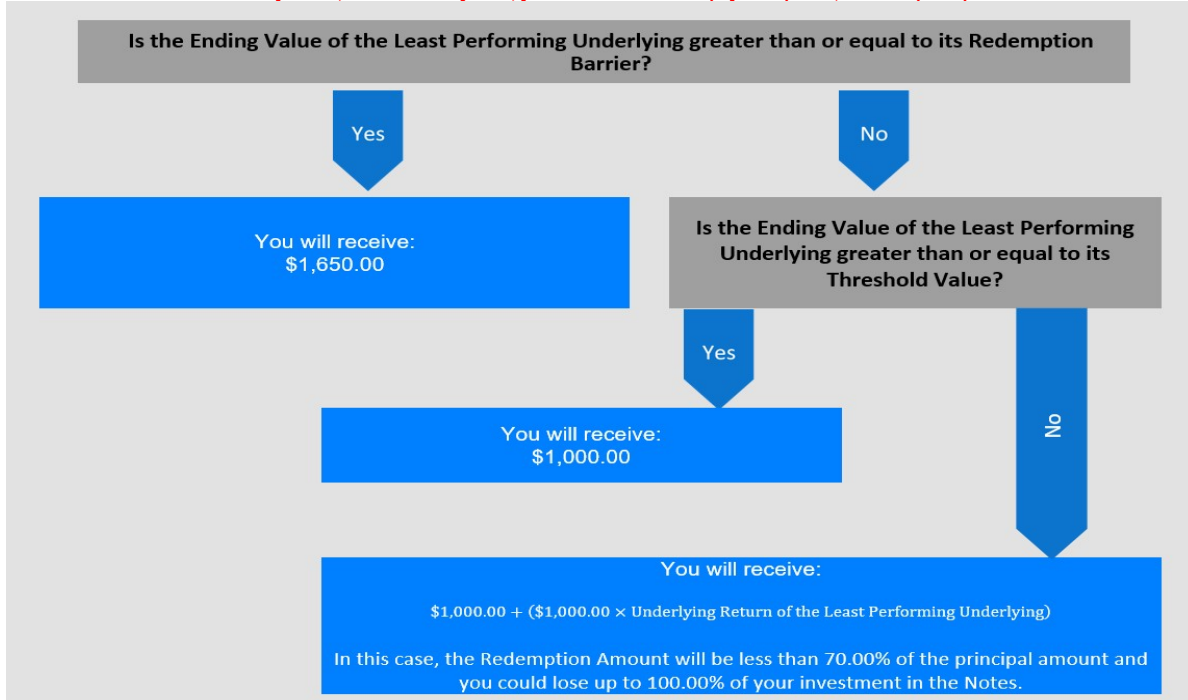 Is the Ending Value of the Least Performing Underlying greater than or equal to its Redemption
Barrier?
Yes
No
You will receive:
$1,650.00
Is the Ending Value of the Least Performing
Underlying greater than or equal to its
Threshold Value?
Yes
No
You will receive:
$1,000.00
You will receive:
$1,000.00 + ($1,000.00 × Underlying Return of the Least Performing Underlying)
In this case, the Redemption Amount will be less than 70.00% of the principal amount and
you could lose up to 100.00% of your investment in the Notes.